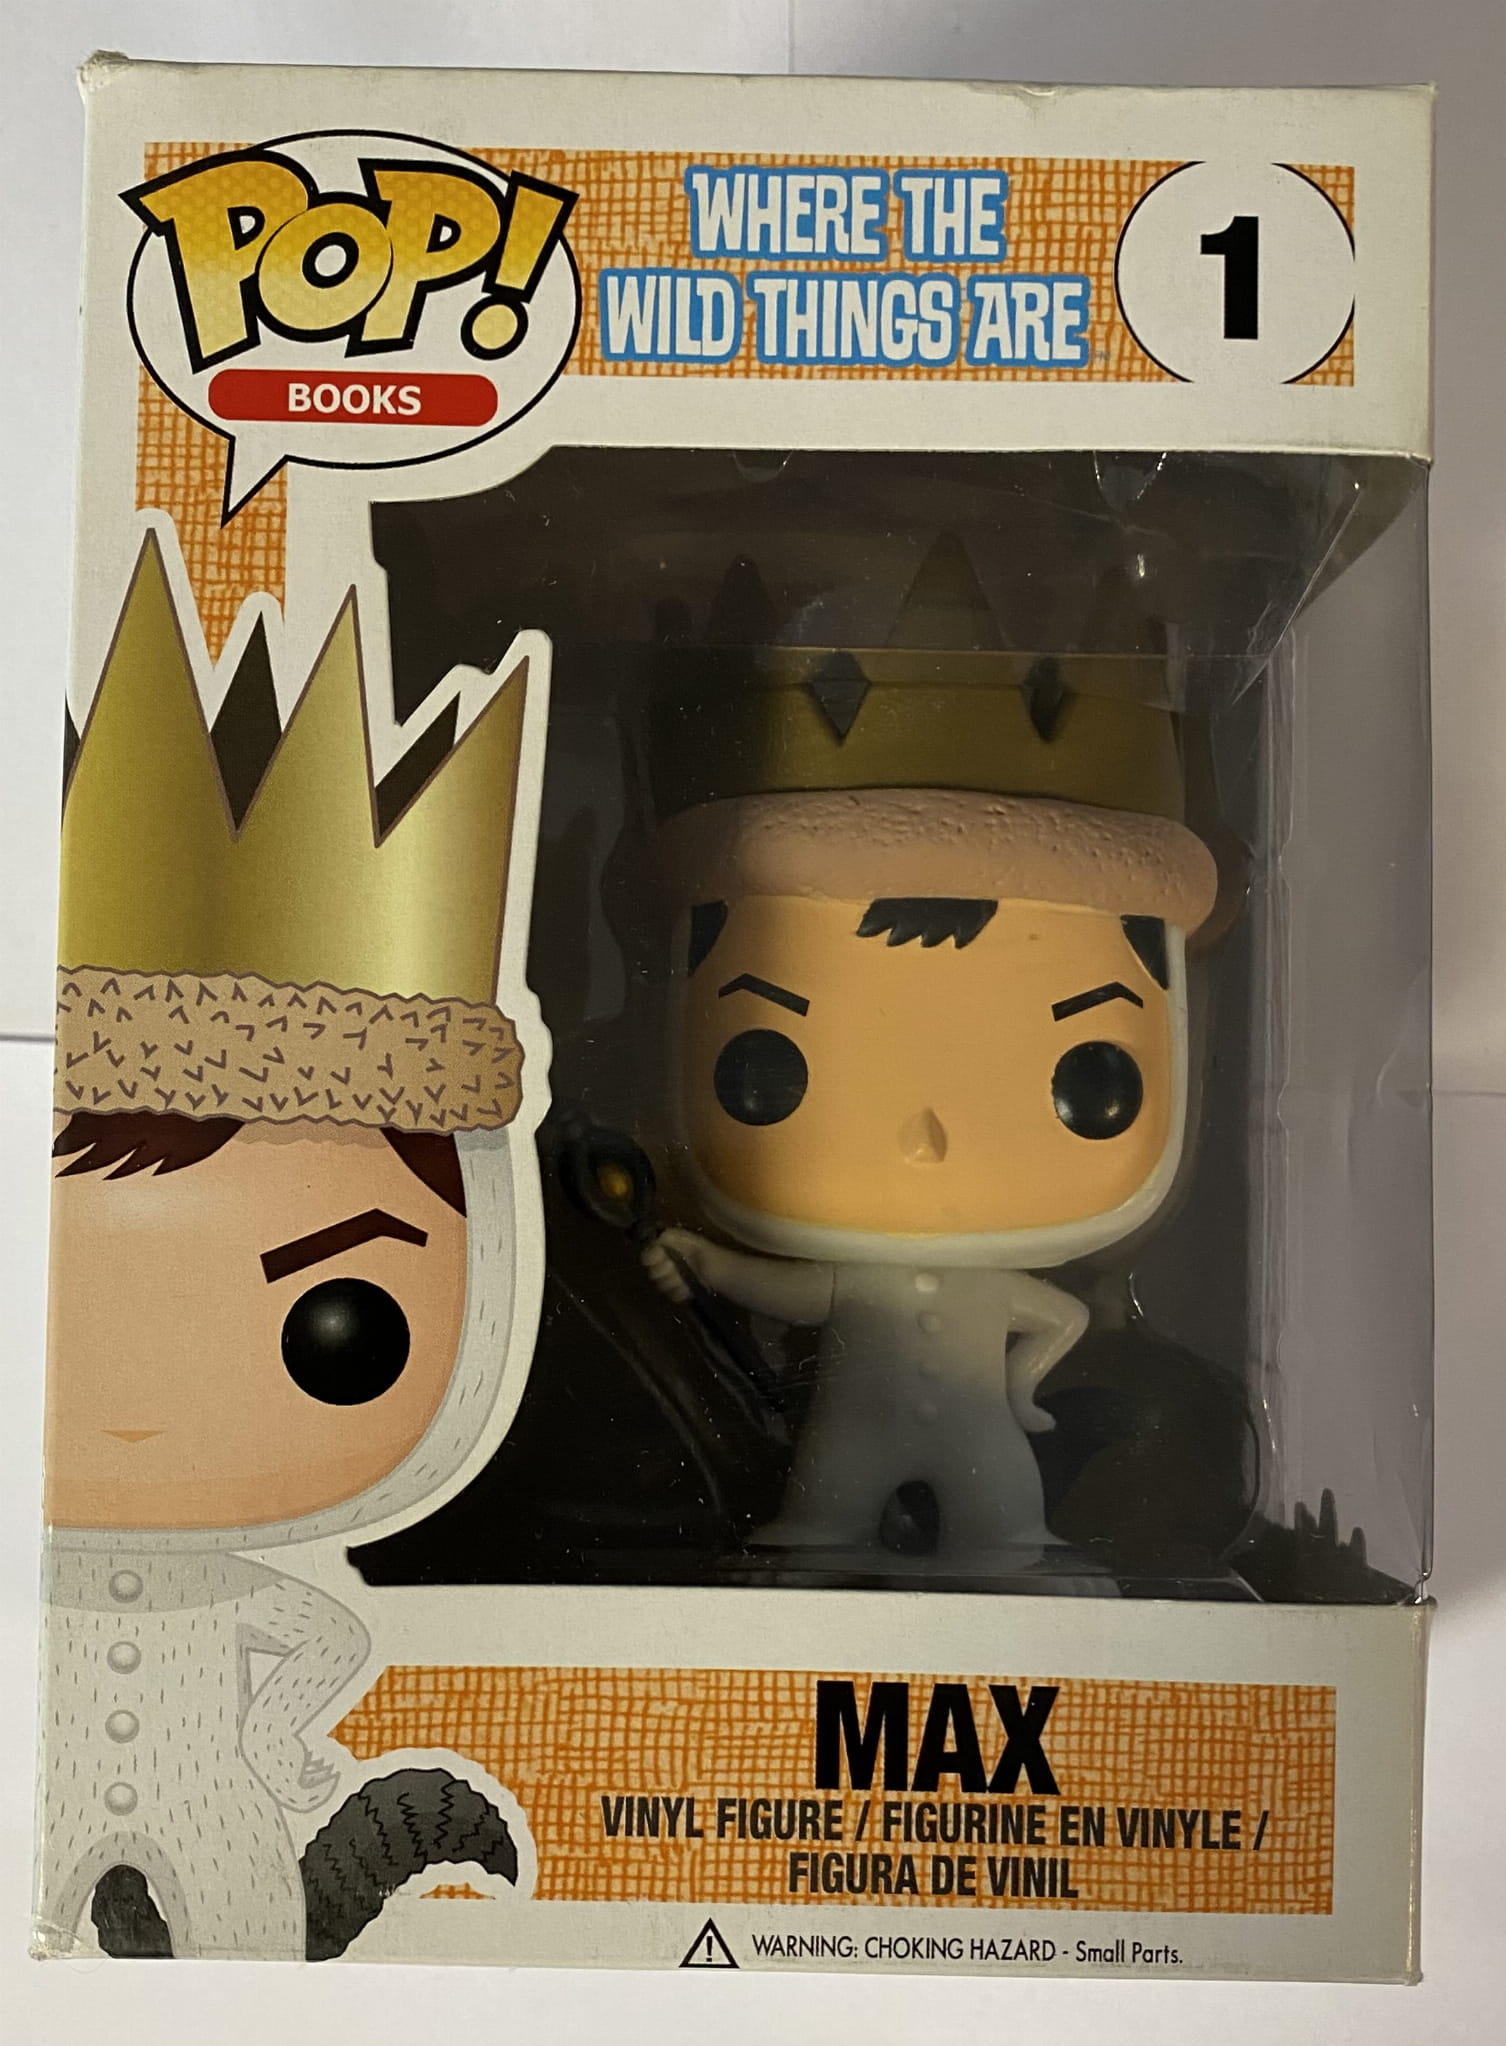 POP!
BOOKS
WHERE THE
WILD THINGS ARE
1
MAX
VINYL FIGURE / FIGURINE EN VINYLE /
FIGURA DE VINIL
WARNING: CHOKING HAZARD - Small Parts.